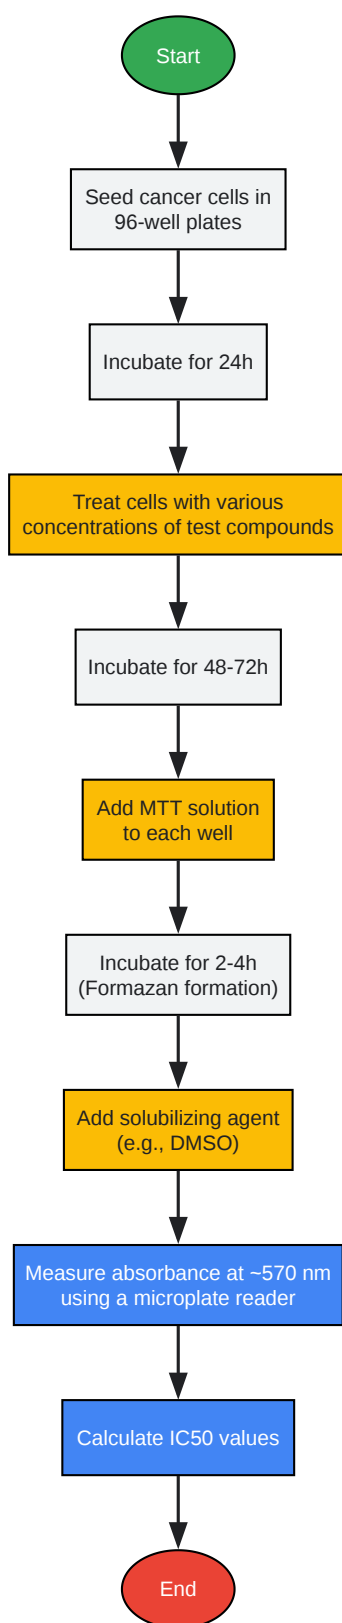 Start
Seed cancer cells in
96-well plates
Incubate for 24h
Treat cells with various
concentrations of test compounds
Incubate for 48-72h
Add MTT solution
to each well
Incubate for 2-4h
(Formazan formation)
Add solubilizing agent
(e.g., DMSO)
Measure absorbance at ~570 nm
using a microplate reader
Calculate IC50 values
End